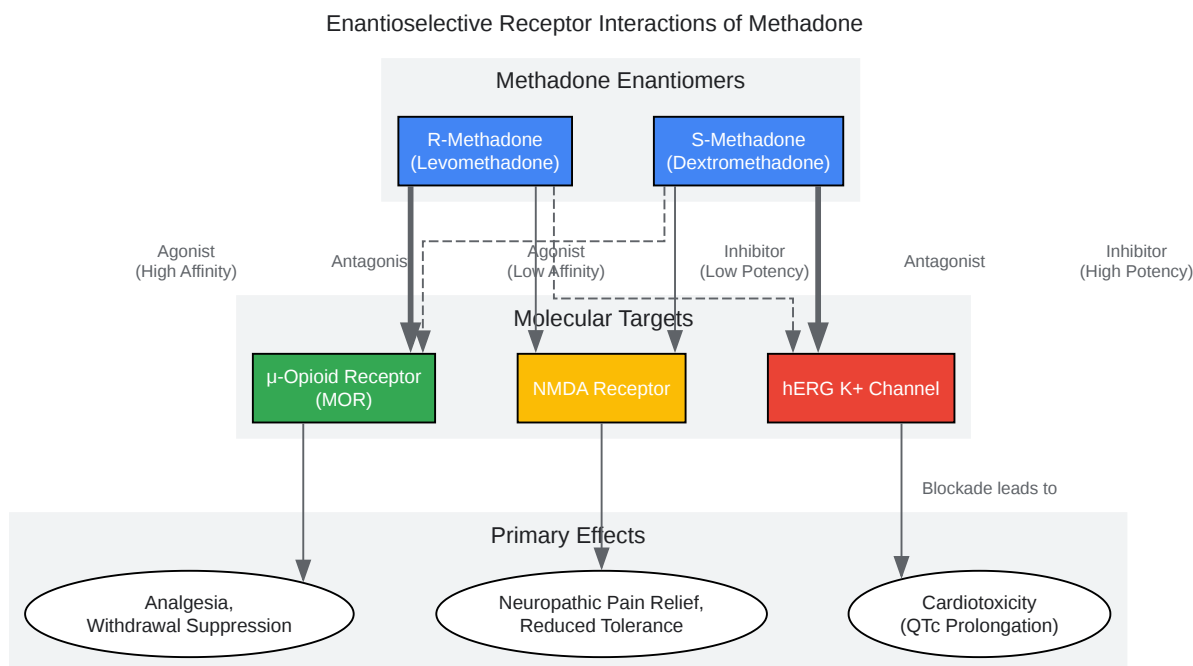 Enantioselective Receptor Interactions of Methadone
Methadone Enantiomers
R-Methadone
(Levomethadone)
S-Methadone
(Dextromethadone)
Agonist
(High Affinity)
Antagonis
Agonist
(Low Affinity)
Inhibitor
(Low Potency)
Antagonist
Inhibitor
(High Potency)
Molecular Targets
μ-Opioid Receptor
(MOR)
NMDA Receptor
hERG K+ Channel
Blockade leads to
Primary Effects
Analgesia,
Withdrawal Suppression
Neuropathic Pain Relief,
Reduced Tolerance
Cardiotoxicity
(QTc Prolongation)